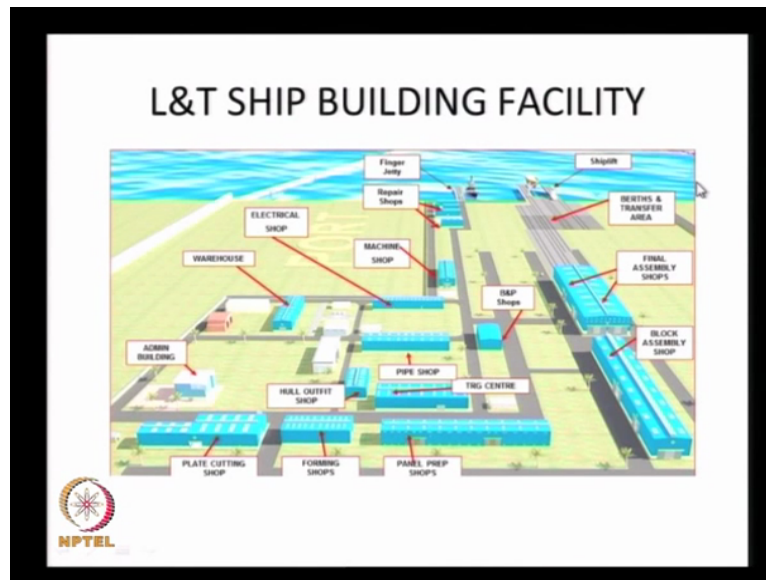 L&T SHIP BUILDING FACILITY
Finger
Jetty
Shiplift
Repair
Shops
BERTHS &
TRANSFER
AREA
ELECTRICAL
SHOP
PORT
MACHINE
SHOP
WAREHOUSE
FINAL
ASSEMBLY
SHOPS
B&P
Shops
BLOCK
ASSEMBLY
SHOP
ADMIN
BUILDING
PIPE SHOP
HULL OUTFIT
SHOP
TRG CENTRE
PLATE CUTTING
SHOP
FORMING
SHOPS
PANEL PREP
SHOPS
NPTEL